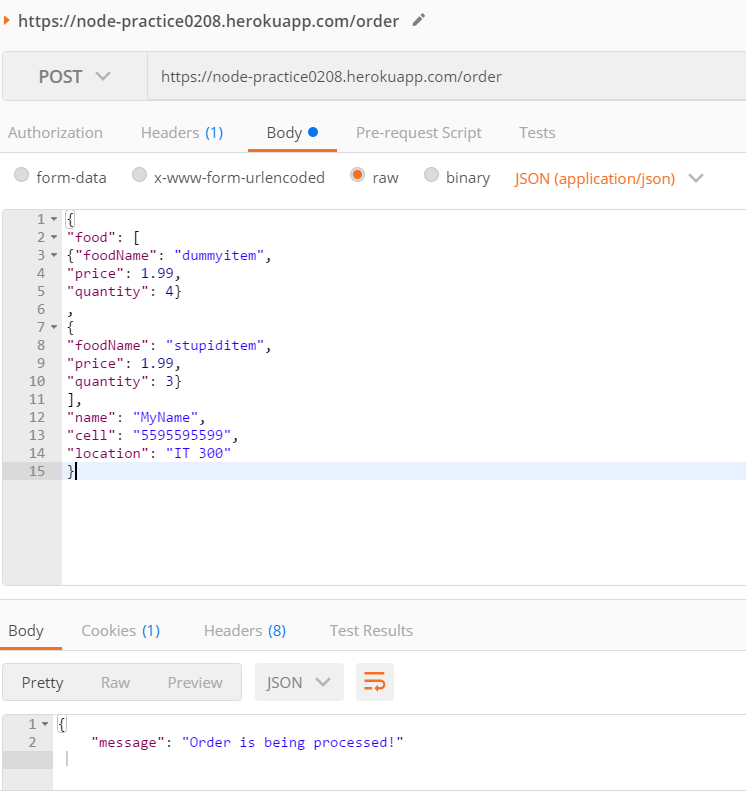 https://node-practice0208.herokuapp.com/order
POST https://node-practice0208.herokuapp.com/order
Authorization Headers (1) Body Pre-request Script Tests
form-data x-www-form-urlencoded raw binary JSON (application/json)
1 {
2 "food": [
3 {"foodName": "dummyitem",
4 "price": 1.99,
5 "quantity": 4}
6 ,
7 {
8 "foodName": "stupiditem",
9 "price": 1.99,
10 "quantity": 3}
11 ],
12 "name": "MyName",
13 "cell": "5595595599",
14 "location": "IT 300"
15 }
Body Cookies (1) Headers (8) Test Results
Pretty Raw Preview JSON
1 {
2 "message": "Order is being processed!"